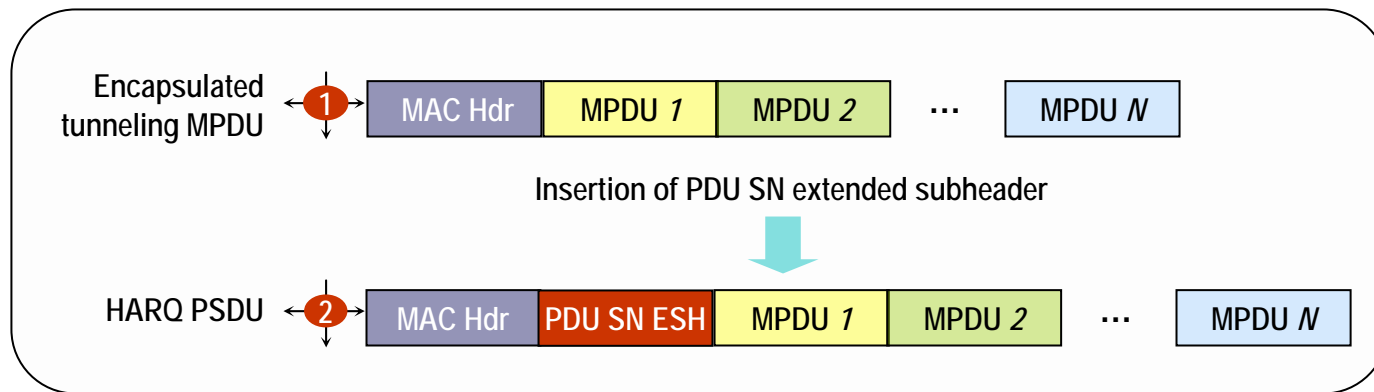 Encapsulated
tunneling MPDU
1
MAC Hdr MPDU 1 MPDU 2 ... MPDU N
Insertion of PDU SN extended subheader
HARQ PSDU
2
MAC Hdr PDU SN ESH MPDU 1 MPDU 2 ... MPDU N